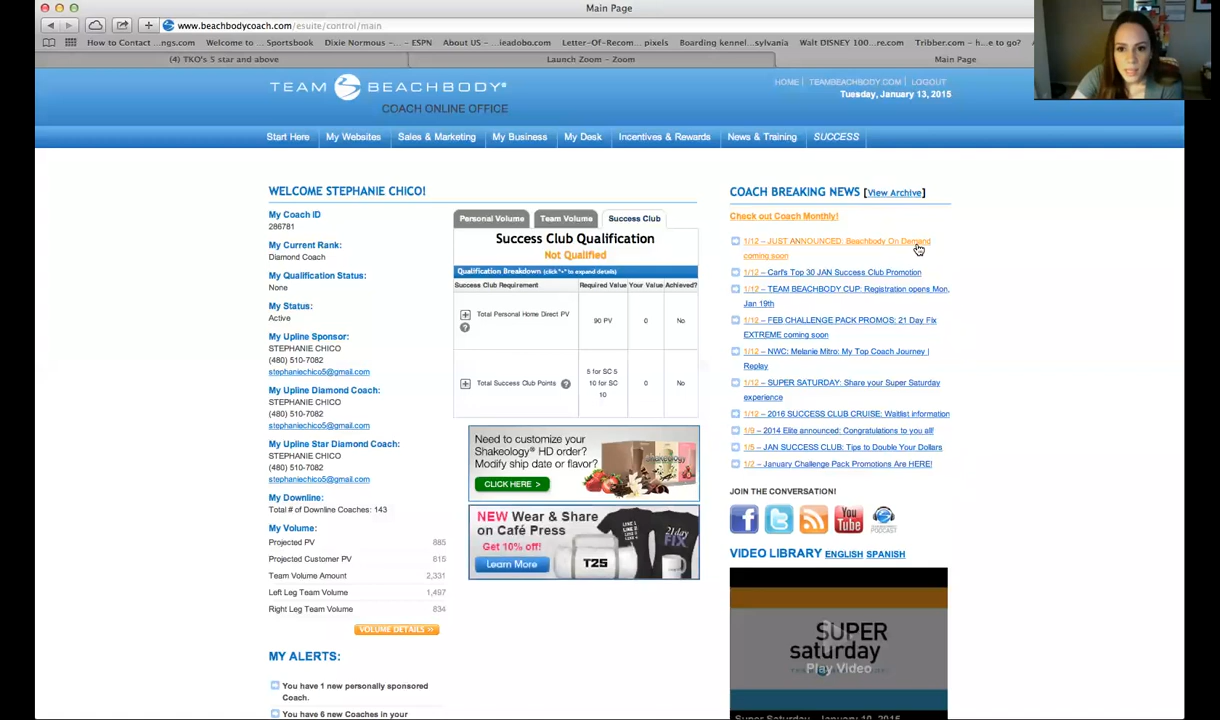 Main Page
www.beachbodycoach.com/esuite/control/main
How to Contact ...ngs.com Welcome to ... Sportsbook Dixie Normous - ... - ESPN About US - ...ieadobo.com Letter-Of-Recom... pixels Boarding kennel...sylvania Walt DISNEY 100...re.com Tribber.com - h...e to go?
(4) TKO's 5 star and above Launch Zoom - Zoom Main Page
TEAM BEACHBODY®
COACH ONLINE OFFICE
HOME | TEAMBEACHBODY.COM | LOGOUT
Tuesday, January 13, 2015
Start Here My Websites Sales & Marketing My Business My Desk Incentives & Rewards News & Training SUCCESS
WELCOME STEPHANIE CHICO!
My Coach ID
286781
My Current Rank:
Diamond Coach
My Qualification Status:
None
My Status:
Active
My Upline Sponsor:
STEPHANIE CHICO
(480) 510-7082
stephaniechico5@gmail.com
My Upline Diamond Coach:
STEPHANIE CHICO
(480) 510-7082
stephaniechico5@gmail.com
My Upline Star Diamond Coach:
STEPHANIE CHICO
(480) 510-7082
stephaniechico5@gmail.com
My Downline:
Total # of Downline Coaches: 143
My Volume:
Projected PV 885
Projected Customer PV 615
Team Volume Amount 2,331
Left Leg Team Volume 1,497
Right Leg Team Volume 834
VOLUME DETAILS >>
MY ALERTS:
You have 1 new personally sponsored
Coach.
You have 6 new Coaches in your
Personal Volume Team Volume Success Club
Success Club Qualification
Not Qualified
Qualification Breakdown (click "+" to expand details)
Success Club Requirement Required Value Your Value Achieved?
Total Personal Home Direct PV 90 PV 0 No
?
Total Success Club Points ? 5 for SC 5 0 No
10 for SC
10
Need to customize your
Shakeology® HD order?
Modify ship date or flavor?
CLICK HERE >
shakeology
NEW Wear & Share
on Café Press
Get 10% off!
Learn More
T25
21 day
FIX
COACH BREAKING NEWS [View Archive]
Check out Coach Monthly!
1/12 – JUST ANNOUNCED: Beachbody On Demand
coming soon
1/12 – Carl's Top 30 JAN Success Club Promotion
1/12 – TEAM BEACHBODY CUP: Registration opens Mon,
Jan 19th
1/12 – FEB CHALLENGE PACK PROMOS: 21 Day Fix
EXTREME coming soon
1/12 – NWC: Melanie Mitro: My Top Coach Journey |
Replay
1/12 – SUPER SATURDAY: Share your Super Saturday
experience
1/12 – 2016 SUCCESS CLUB CRUISE: Waitlist information
1/9 – 2014 Elite announced: Congratulations to you all!
1/5 – JAN SUCCESS CLUB: Tips to Double Your Dollars
1/2 – January Challenge Pack Promotions Are HERE!
JOIN THE CONVERSATION!
You Tube
PODCAST
VIDEO LIBRARY ENGLISH SPANISH
SUPER
saturday
Play Video
Super Saturday - January 10, 2015